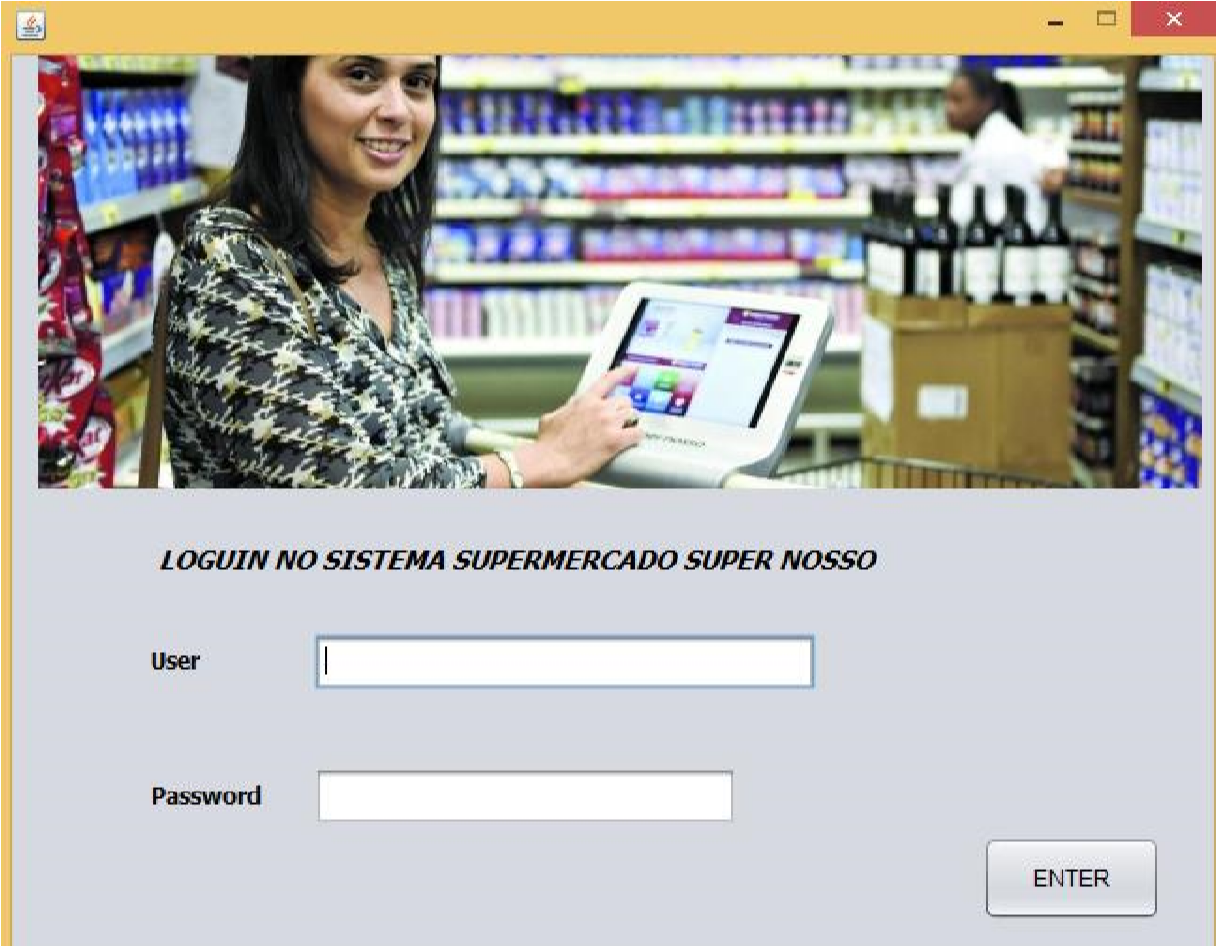 LOGUIN NO SISTEMA SUPERMERCADO SUPER NOSSO
User
Password
ENTER